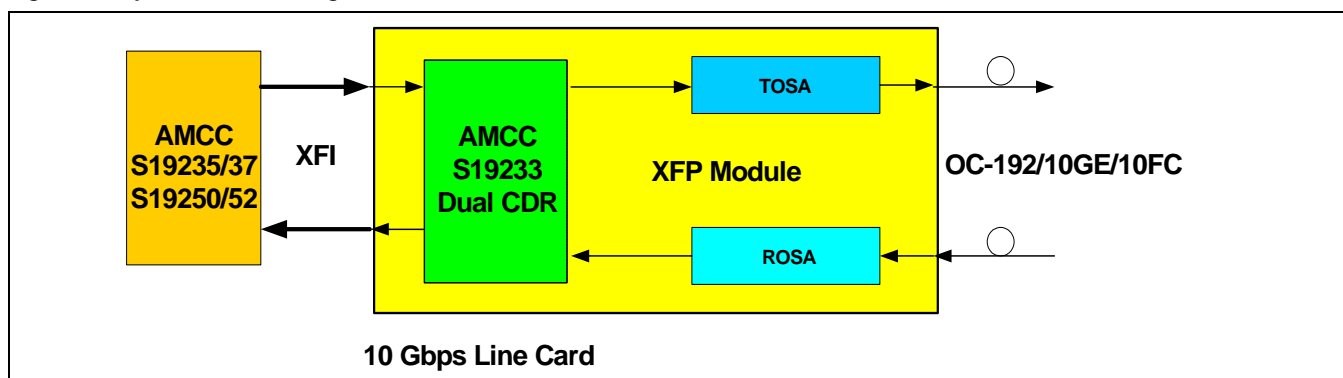 AMCC
S19235/37
S19250/52
XFI
AMCC
S19233
Dual CDR
TOSA
XFP Module
ROSA
OC-192/10GE/10FC
10 Gbps Line Card